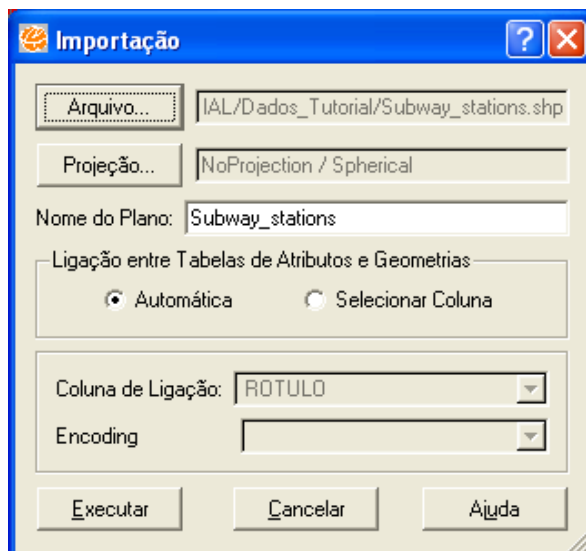 Importação
Arquivo... IAL/Dados_Tutorial/Subway_stations.shp
Projeção... NoProjection / Spherical
Nome do Plano: Subway_stations
Ligação entre Tabelas de Atributos e Geometrias
Automática Selecionar Coluna
Coluna de Ligação: ROTULO
Encoding
Executar Cancelar Ajuda